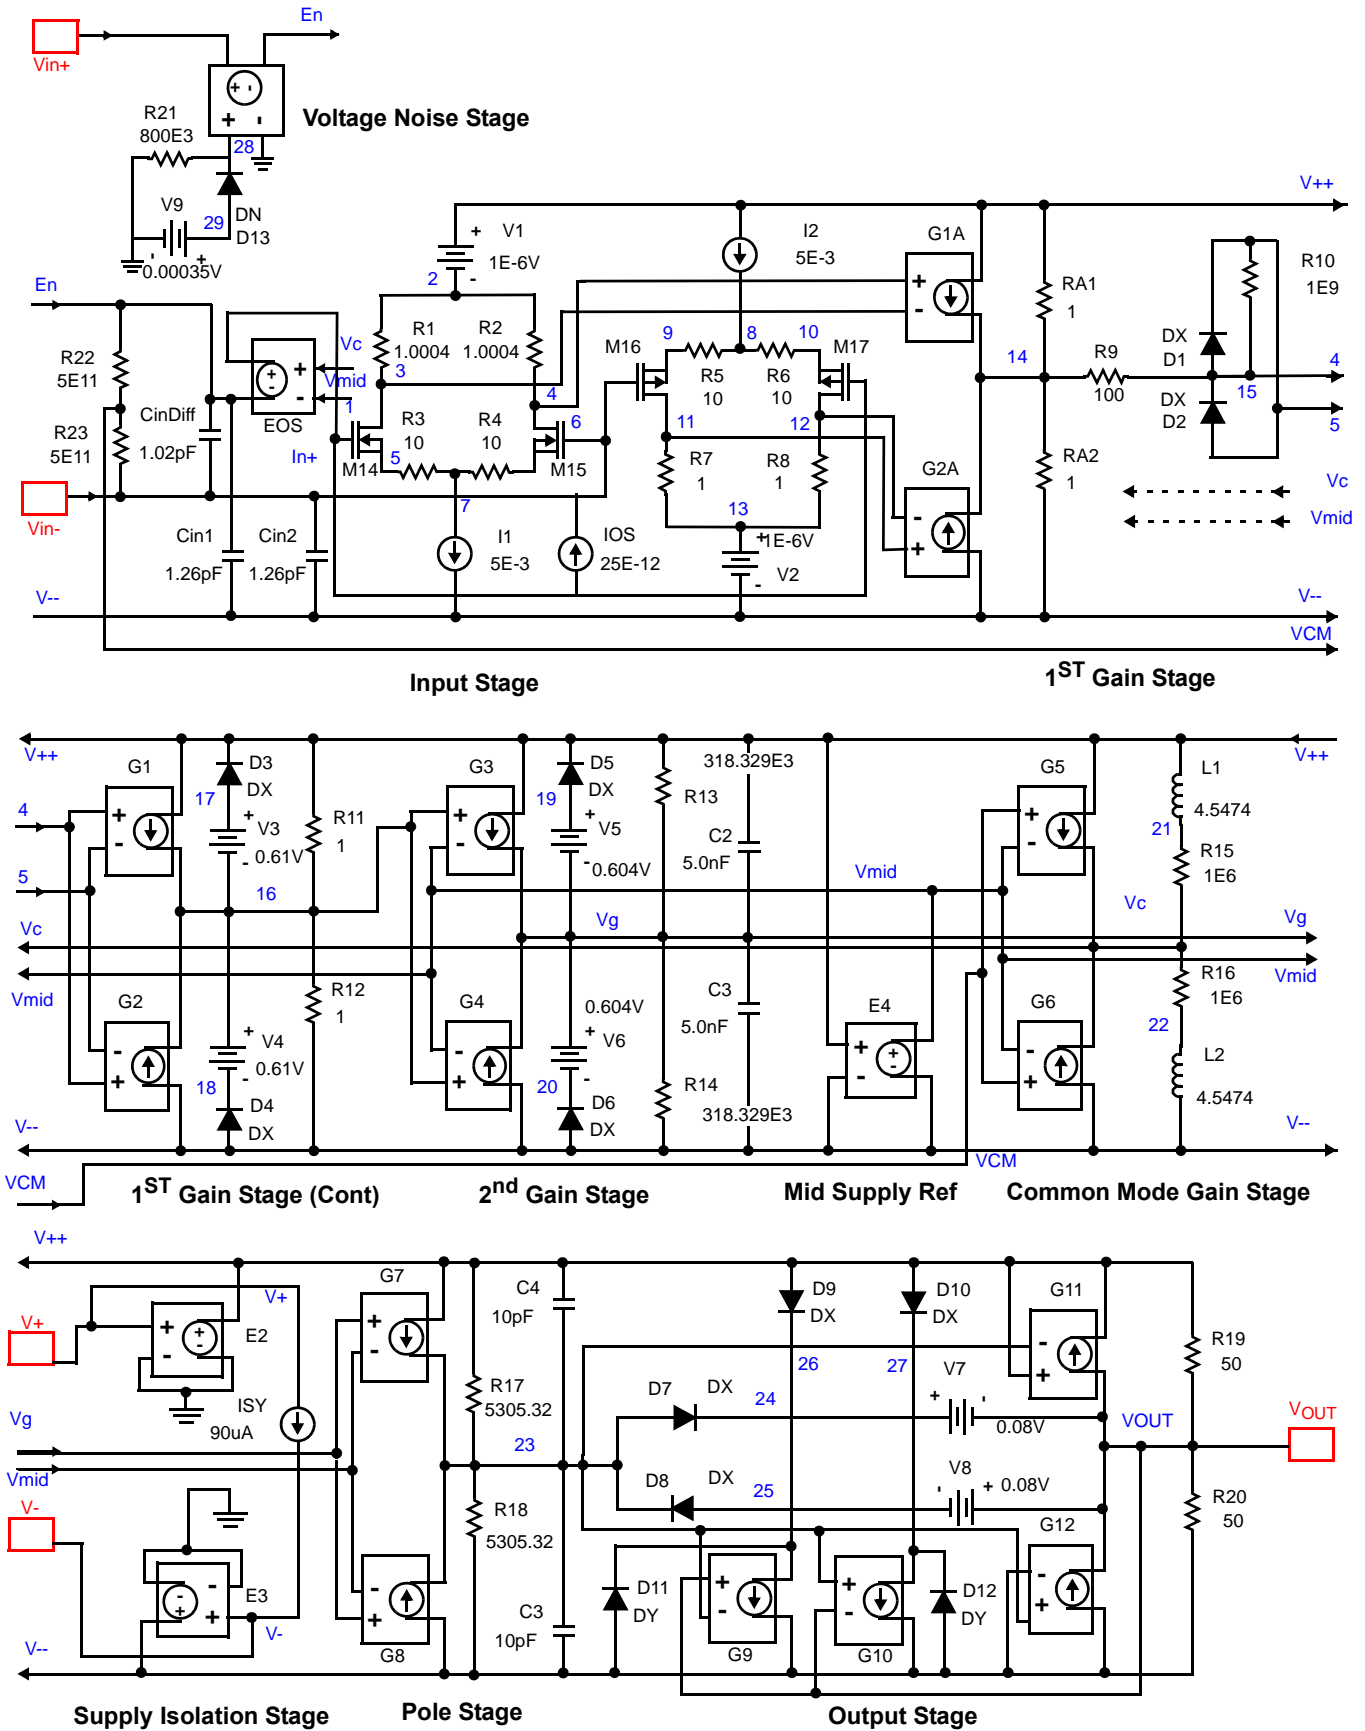 En
Vin+
R21
800E3
Voltage Noise Stage
28
V9
29
DN
D13
0.00035V
+
-
V++
V1
1E-6V
2
I2
5E-3
G1A
En
R22
5E11
R23
5E11
CinDiff
1.02pF
EOS
Vc
Vmid
1
In+
R1
1.0004
R2
1.0004
3
4
M16
9
8
10
M17
R5
10
R6
10
RA1
1
R10
1E9
DX
D1
14
R9
100
4
15
DX
D2
5
M14
5
R3
10
R4
10
6
M15
11
12
R7
1
R8
1
RA2
1
G2A
Vc
Vmid
Vin-
7
13
Cin1
1.26pF
Cin2
1.26pF
I1
5E-3
IOS
25E-12
1E-6V
V2
V--
V--
VCM
Input Stage
1ST Gain Stage
V++
V++
G1
17
D3
DX
V3
0.61V
R11
1
G3
19
D5
DX
V5
0.604V
R13
318.329E3
C2
5.0nF
G5
L1
4.5474
21
R15
1E6
4
5
16
Vmid
Vc
Vc
Vg
Vg
Vmid
Vmid
G2
R12
1
G4
0.604V
V6
C3
5.0nF
E4
G6
R16
1E6
22
L2
4.5474
V4
0.61V
18
D4
DX
20
D6
DX
R14
318.329E3
V--
V--
VCM
VCM
1ST Gain Stage (Cont)
2nd Gain Stage
Mid Supply Ref
Common Mode Gain Stage
V++
V+
E2
V+
ISY
90uA
G7
C4
10pF
D9
DX
D10
DX
G11
R19
50
R17
5305.32
26
27
D7
DX
24
V7
0.08V
Vg
23
VOUT
VOUT
Vmid
D8
DX
25
V8
0.08V
V-
R18
5305.32
R20
50
G12
E3
V-
V--
G8
C3
10pF
D11
DY
G9
G10
D12
DY
Supply Isolation Stage
Pole Stage
Output Stage